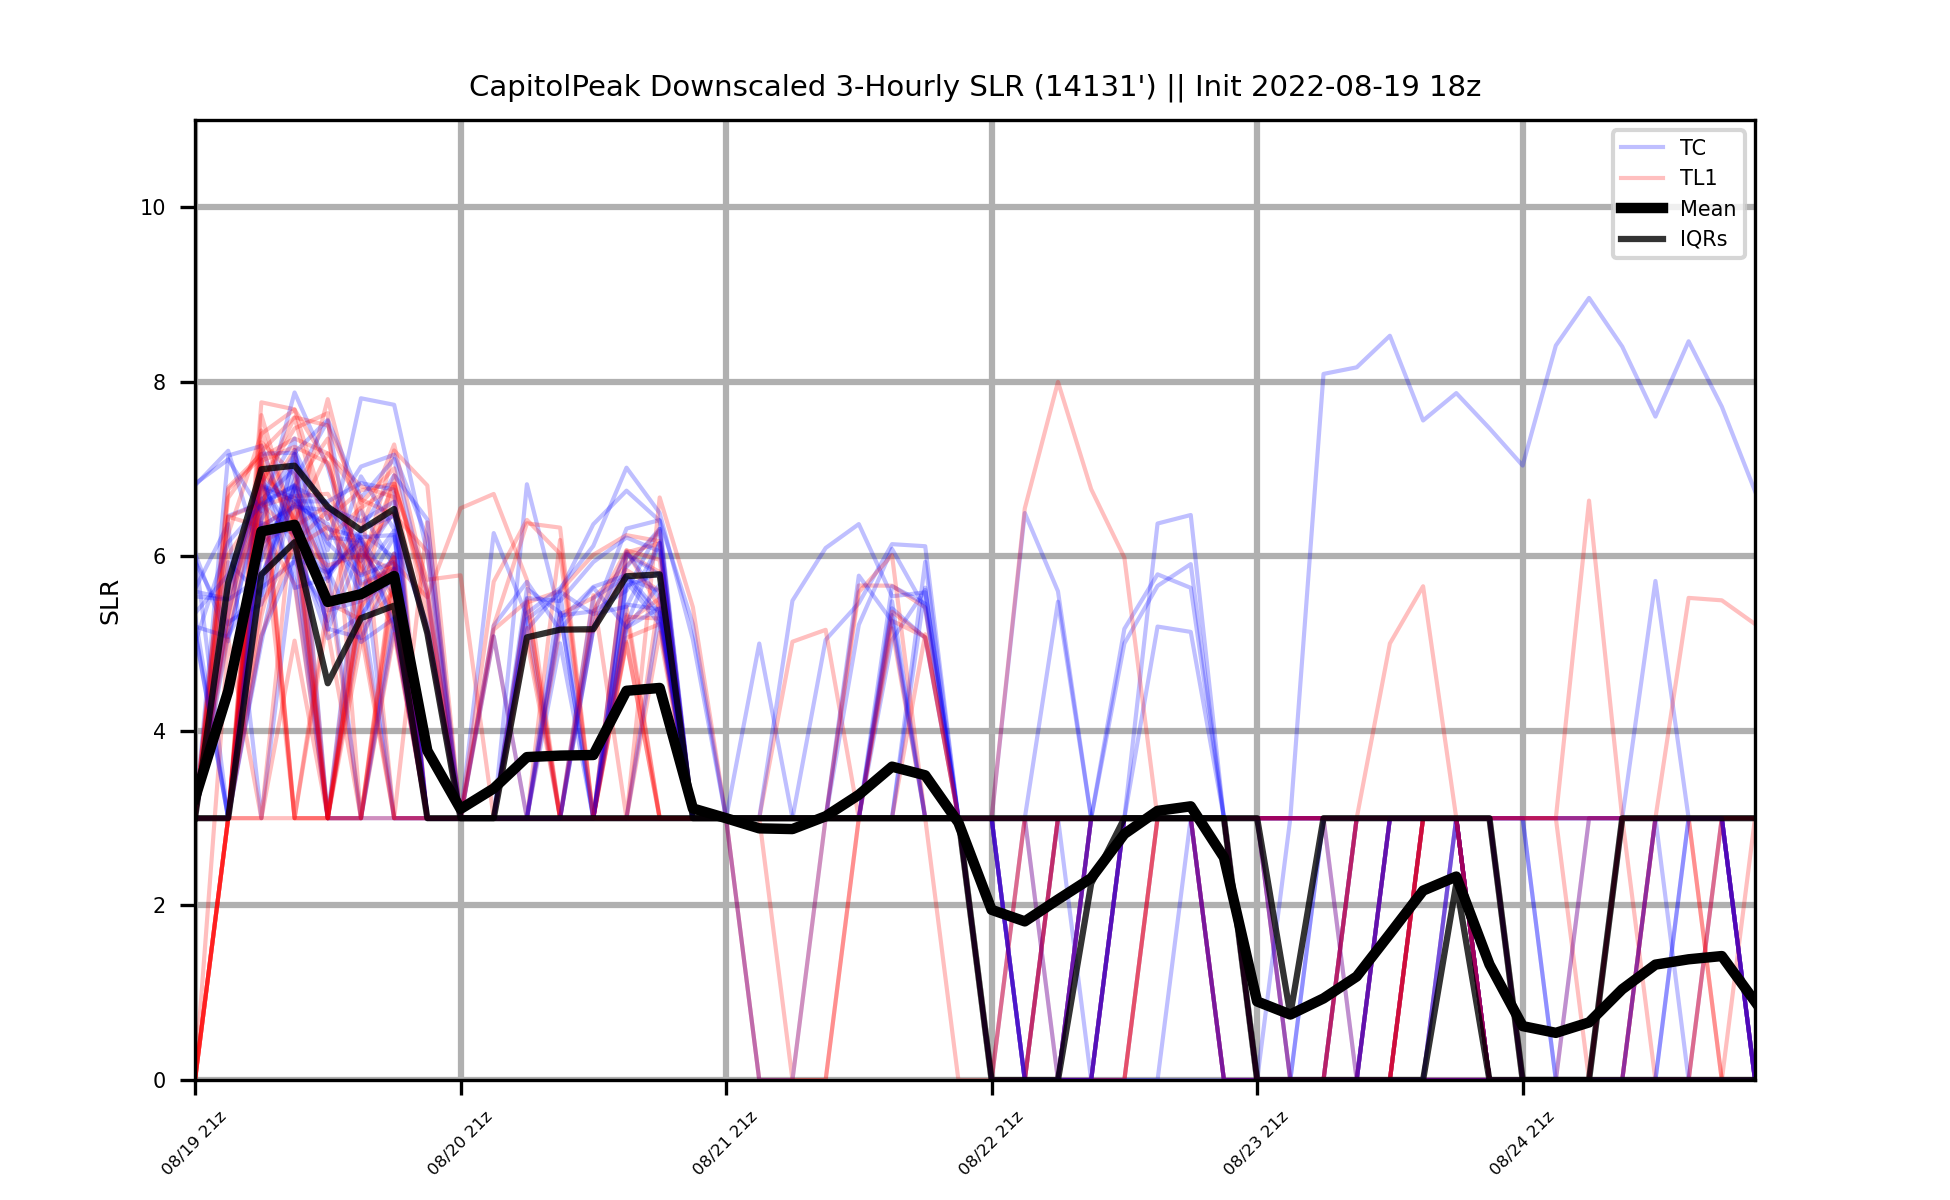 CapitolPeak Downscaled 3-Hourly SLR (14131') || Init 2022-08-19 18z
TC
TL1
Mean
IQRs
10
8
6
4
2
0
SLR
08/19 21z
08/20 21z
08/21 21z
08/22 21z
08/23 21z
08/24 21z